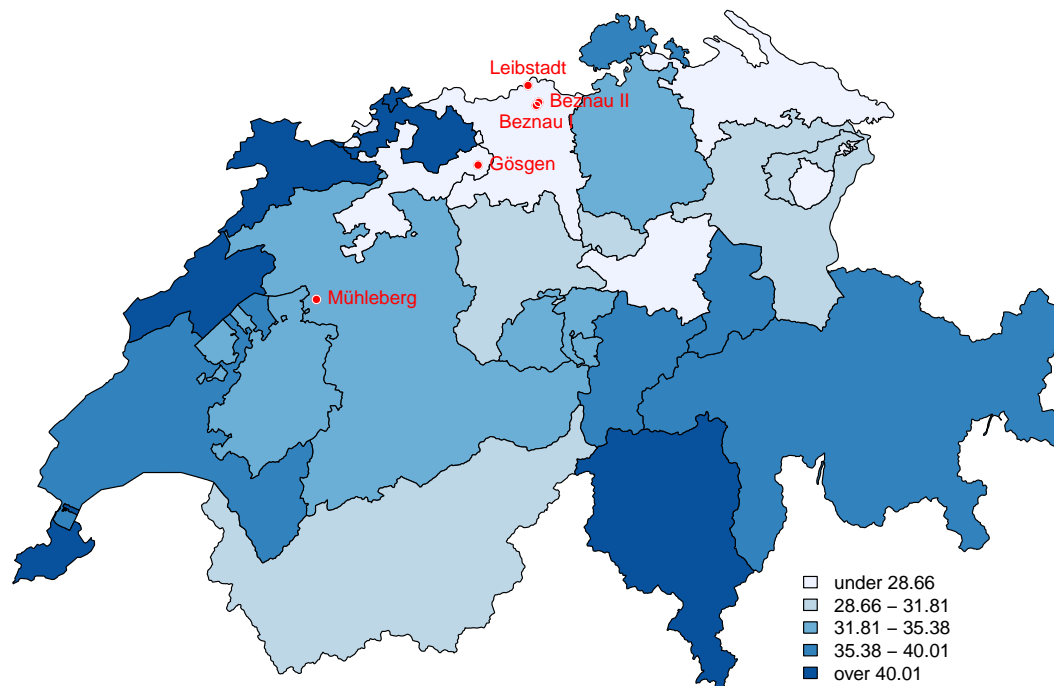 Leibstadt
Beznau II
Beznau I
Gösgen
Mühleberg
under 28.66
28.66 – 31.81
31.81 – 35.38
35.38 – 40.01
over 40.01